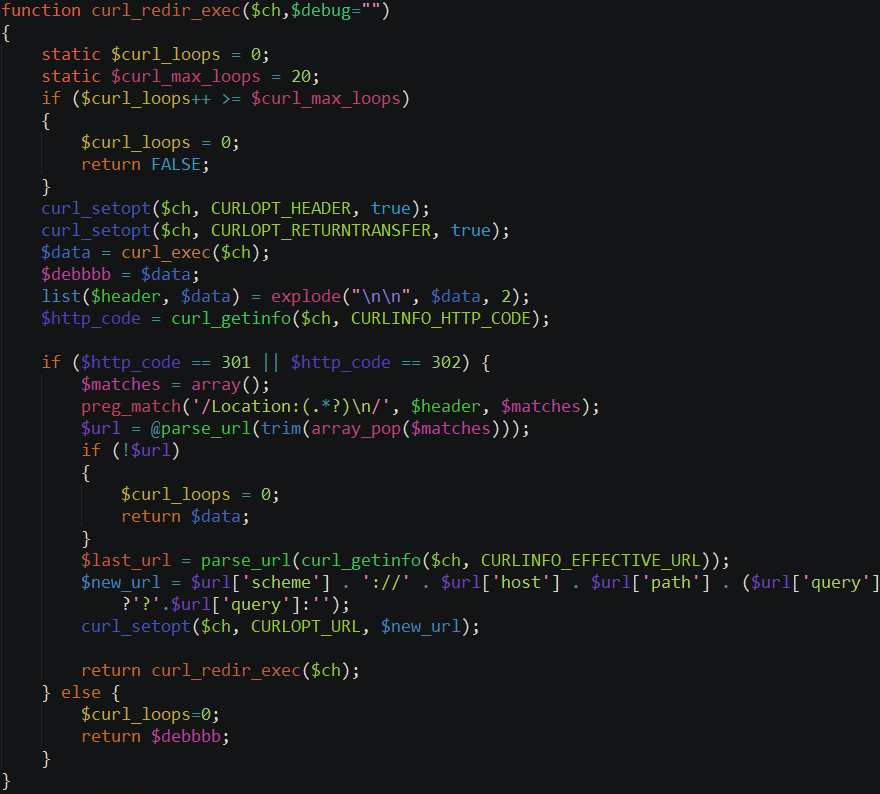 function curl_redir_exec($ch,$debug="")
{
    static $curl_loops = 0;
    static $curl_max_loops = 20;
    if ($curl_loops++ >= $curl_max_loops)
    {
        $curl_loops = 0;
        return FALSE;
    }
    curl_setopt($ch, CURLOPT_HEADER, true);
    curl_setopt($ch, CURLOPT_RETURNTRANSFER, true);
    $data = curl_exec($ch);
    $debbbb = $data;
    list($header, $data) = explode("\n\n", $data, 2);
    $http_code = curl_getinfo($ch, CURLINFO_HTTP_CODE);

    if ($http_code == 301 || $http_code == 302) {
        $matches = array();
        preg_match('/Location:(.*?)\n/', $header, $matches);
        $url = @parse_url(trim(array_pop($matches)));
        if (!$url)
        {
            $curl_loops = 0;
            return $data;
        }
        $last_url = parse_url(curl_getinfo($ch, CURLINFO_EFFECTIVE_URL));
        $new_url = $url['scheme'] . '://' . $url['host'] . $url['path'] . ($url['query']
            ?'?'.$url['query']:'');
        curl_setopt($ch, CURLOPT_URL, $new_url);

        return curl_redir_exec($ch);
    } else {
        $curl_loops=0;
        return $debbbb;
    }
}